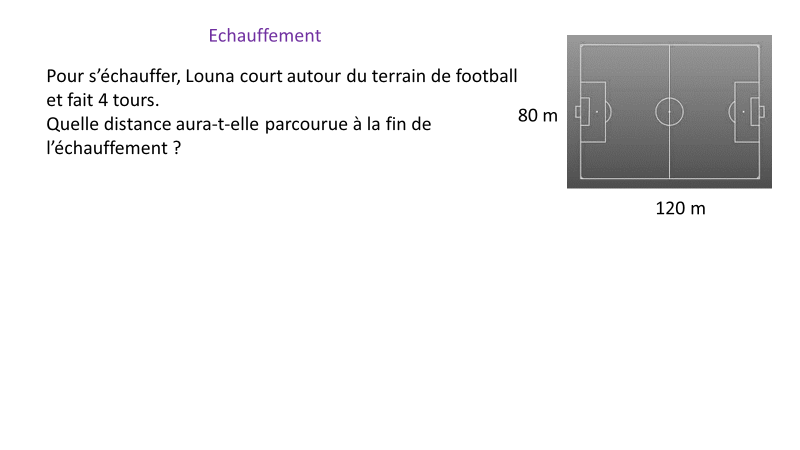 Echauffement
Pour s’échauffer, Louna court autour du terrain de football
et fait 4 tours.
Quelle distance aura-t-elle parcourue à la fin de
l’échauffement ?
80 m
120 m